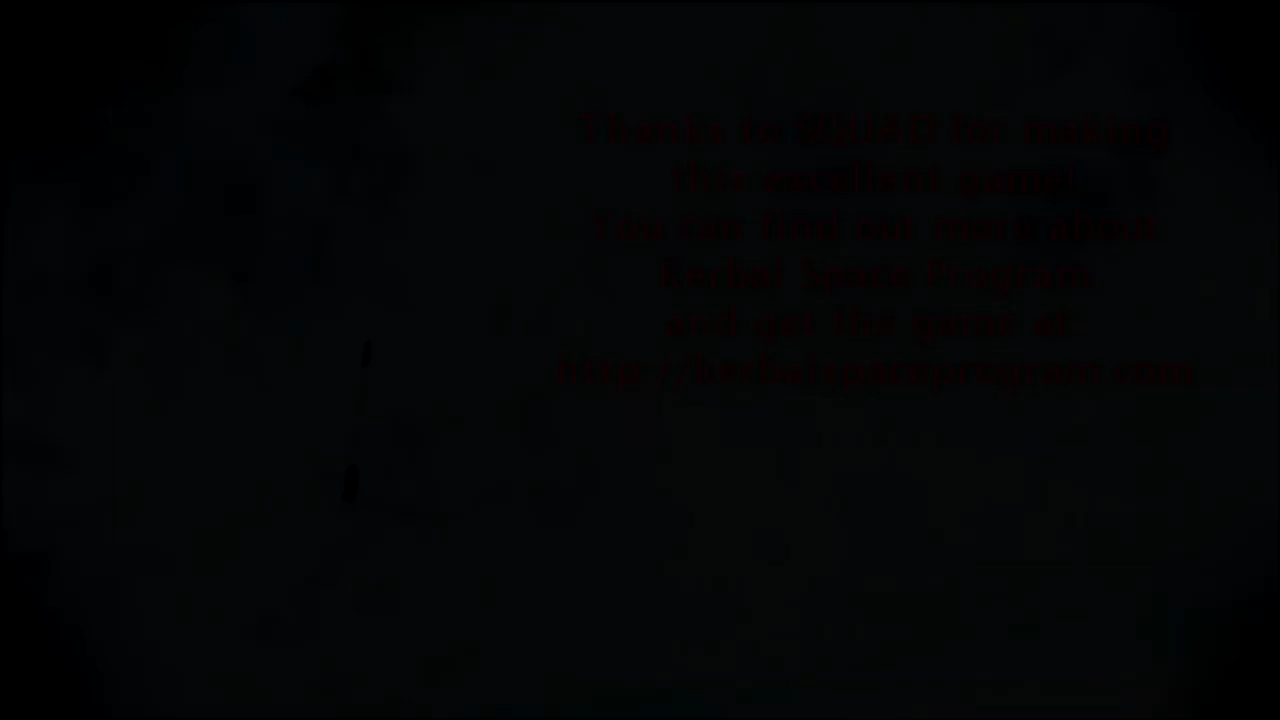 Thanks to SQUAD for making
this excellent game!
You can find out more about
Kerbal Space Program
and get the game at:
http://kerbalspaceprogram.com